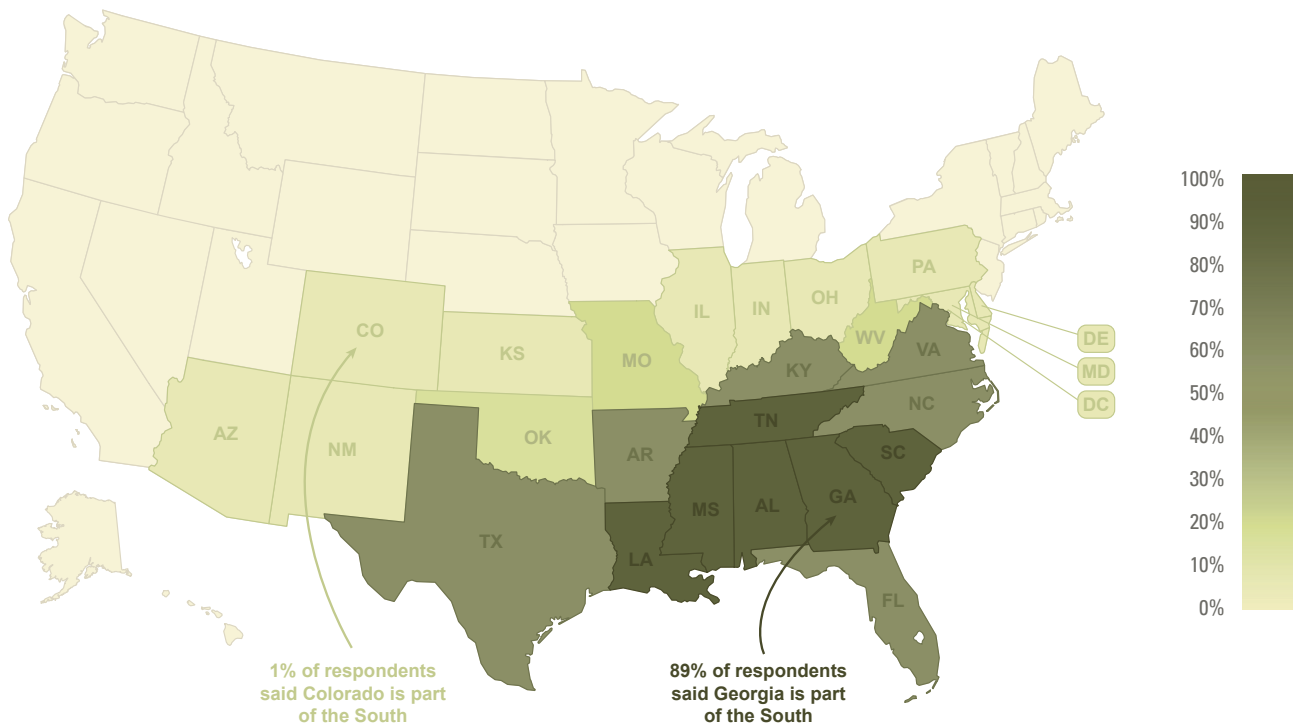 CO
KS
AZ
NM
OK
MO
IL
IN
OH
PA
WV
VA
KY
NC
TN
AR
SC
MS
AL
GA
LA
TX
FL
DE
MD
DC
1% of respondents
said Colorado is part
of the South
89% of respondents
said Georgia is part
of the South
100%
90%
80%
70%
60%
50%
40%
30%
20%
10%
0%